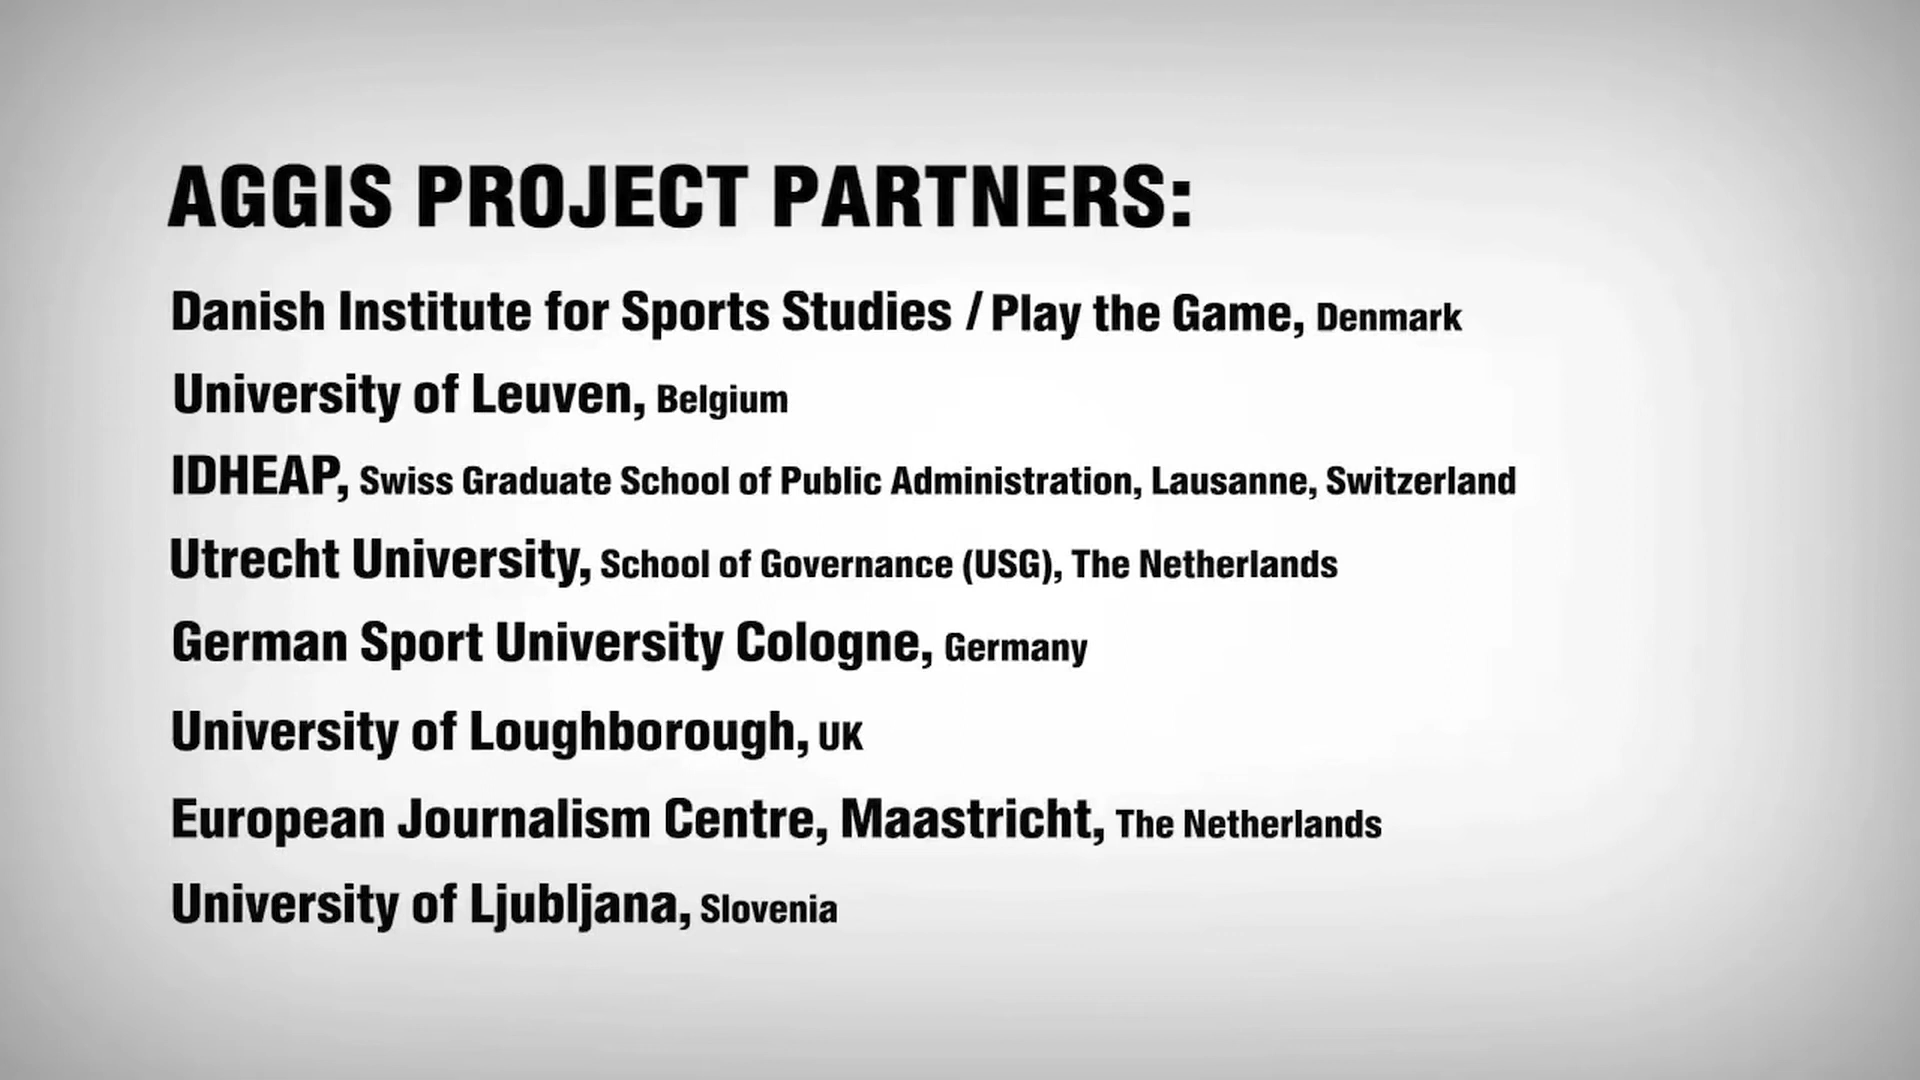 AGGIS PROJECT PARTNERS:
Danish Institute for Sports Studies / Play the Game, Denmark
University of Leuven, Belgium
IDHEAP, Swiss Graduate School of Public Administration, Lausanne, Switzerland
Utrecht University, School of Governance (USG), The Netherlands
German Sport University Cologne, Germany
University of Loughborough, UK
European Journalism Centre, Maastricht, The Netherlands
University of Ljubljana, Slovenia